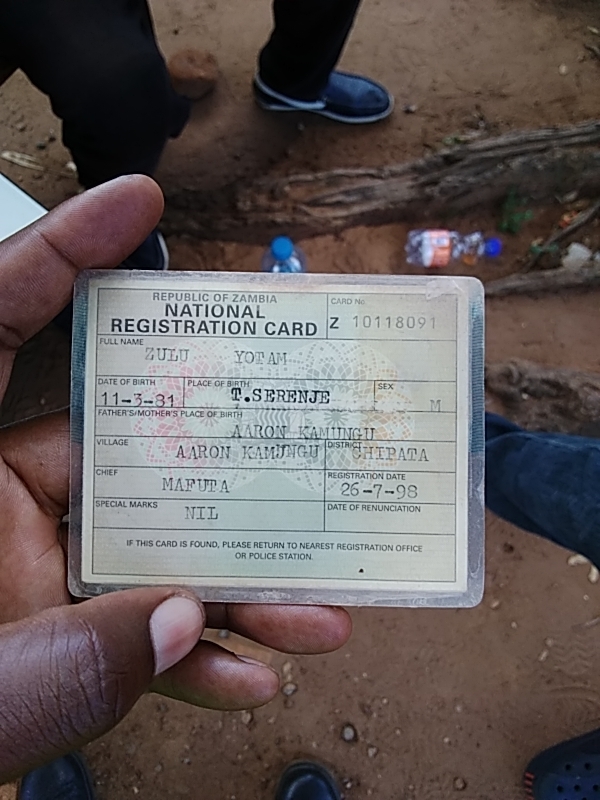 REPUBLIC OF ZAMBIA
NATIONAL
REGISTRATION CARD
CARD No
Z 10118091
FULL NAME
ZULU YOTAM
DATE OF BIRTH
11-3-81
PLACE OF BIRTH:
T.SERENJE
SEX
M
FATHER'S/MOTHER'S PLACE OF BIRTH
AARON KAMUNGU
VILLAGE
AARON KAMUNGU
DISTRICT
SHIPATA
CHIEF
MAFUTA
REGISTRATION DATE
26-7-98
SPECIAL MARKS
NIL
DATE OF RENUNCIATION
IF THIS CARD IS FOUND, PLEASE RETURN TO NEAREST REGISTRATION OFFICE
OR POLICE STATION.